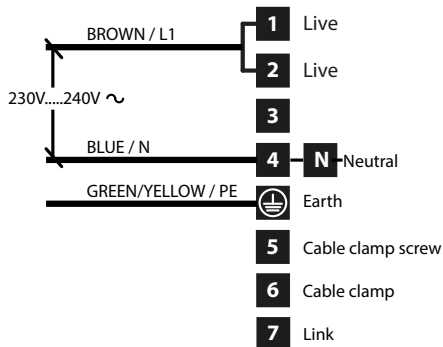 BROWN / L1
1 Live
2 Live
230V.....240V ~
3
BLUE / N
4 N Neutral
GREEN/YELLOW / PE
Earth
5 Cable clamp screw
6 Cable clamp
7 Link